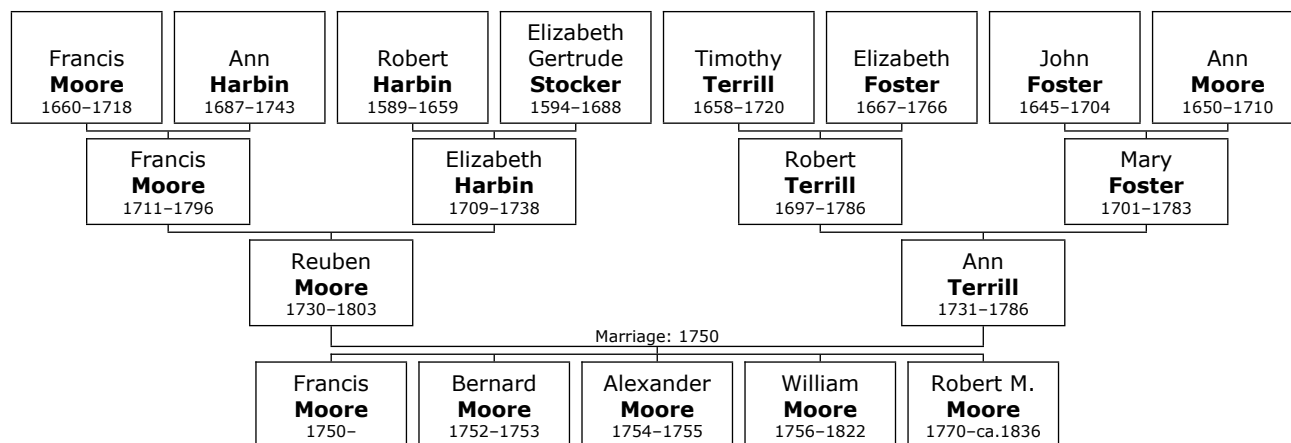 Francis
Moore
1660–1718
Ann
Harbin
1687–1743
Robert
Harbin
1589–1659
Elizabeth
Gertrude
Stocker
1594–1688
Timothy
Terrill
1658–1720
Elizabeth
Foster
1667–1766
John
Foster
1645–1704
Ann
Moore
1650–1710
Francis
Moore
1711–1796
Elizabeth
Harbin
1709–1738
Robert
Terrill
1697–1786
Mary
Foster
1701–1783
Reuben
Moore
1730–1803
Ann
Terrill
1731–1786
Marriage: 1750
Francis
Moore
1750–
Bernard
Moore
1752–1753
Alexander
Moore
1754–1755
William
Moore
1756–1822
Robert M.
Moore
1770–ca.1836